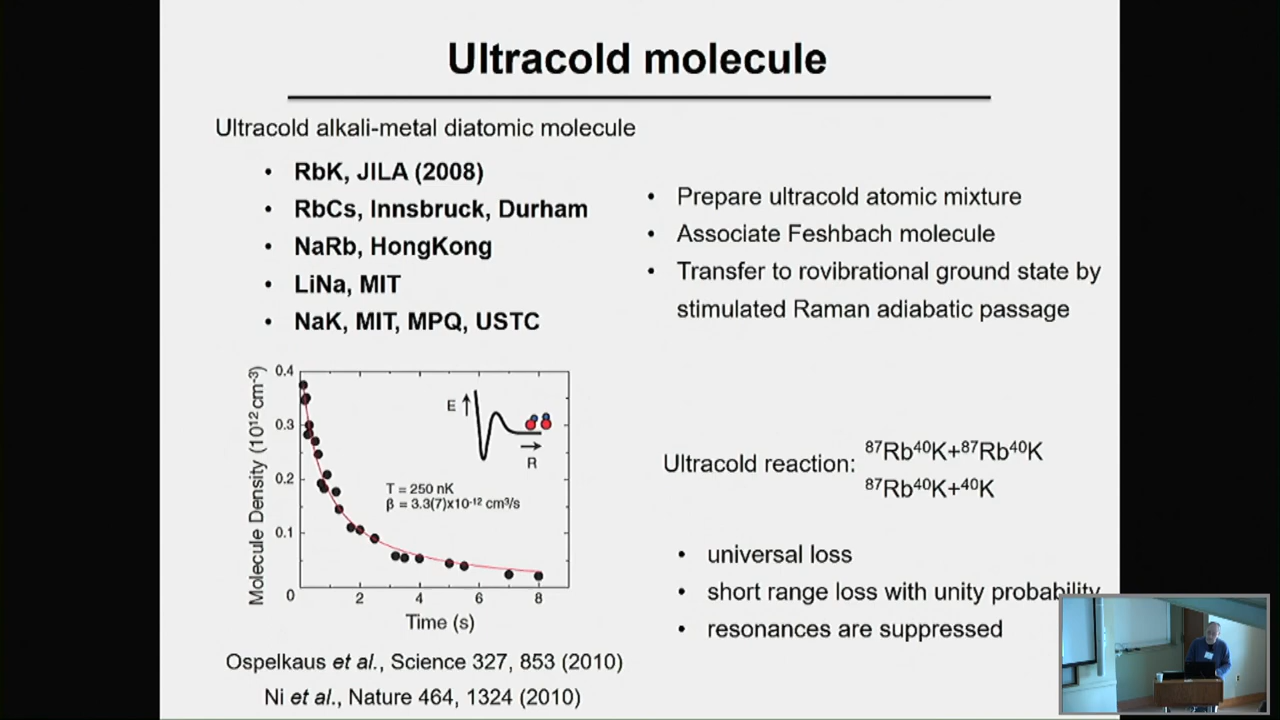 Ultracold molecule
Ultracold alkali-metal diatomic molecule
• RbK, JILA (2008)
• RbCs, Innsbruck, Durham
• NaRb, HongKong
• LiNa, MIT
• NaK, MIT, MPQ, USTC
• Prepare ultracold atomic mixture
• Associate Feshbach molecule
• Transfer to rovibrational ground state by
stimulated Raman adiabatic passage
Molecule Density (10¹²cm⁻³)
0.4
0.3
0.2
0.1
0
2
4
6
8
Time (s)
E
R
T = 250 nK
β = 3.3(7)x10⁻¹² cm³/s
Ospelkaus et al., Science 327, 853 (2010)
Ni et al., Nature 464, 1324 (2010)
Ultracold reaction:
⁸⁷Rb⁴⁰K+⁸⁷Rb⁴⁰K
⁸⁷Rb⁴⁰K+⁴⁰K
• universal loss
• short range loss with unity probability
• resonances are suppressed